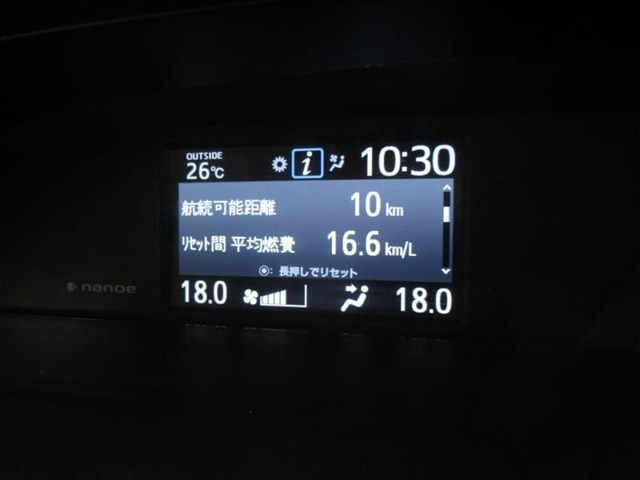 OUTSIDE
26℃ i 10:30
航続可能距離 10 km
ﾘｾｯﾄ間 平均燃費 16.6 km/L
◉: 長押しでリセット
18.0 18.0
nanoe